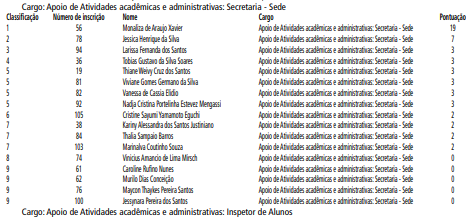 Cargo: Apoio de Atividades acadêmicas e administrativas: Secretaria - Sede
Classificação Número de inscrição Nome Cargo Pontuação
1 56 Monaliza de Araujo Xavier Apoio de Atividades acadêmicas e administrativas: Secretaria - Sede 19
2 78 Jessica Henrique da Silva Apoio de Atividades acadêmicas e administrativas: Secretaria - Sede 7
3 94 Larissa Fernanda dos Santos Apoio de Atividades acadêmicas e administrativas: Secretaria - Sede 3
4 36 Tobias Gustavo da Silva Soares Apoio de Atividades acadêmicas e administrativas: Secretaria - Sede 3
5 19 Thiane Weivy Cruz dos Santos Apoio de Atividades acadêmicas e administrativas: Secretaria - Sede 3
5 81 Viviane Gomes Germano da Silva Apoio de Atividades acadêmicas e administrativas: Secretaria - Sede 3
5 82 Vanessa de Cassia Elidio Apoio de Atividades acadêmicas e administrativas: Secretaria - Sede 3
5 92 Nadja Cristina Portelinha Estevez Mengassi Apoio de Atividades acadêmicas e administrativas: Secretaria - Sede 3
6 105 Cristine Sayumi Yamamoto Eguchi Apoio de Atividades acadêmicas e administrativas: Secretaria - Sede 2
7 38 Kariny Alessandra dos Santos Justiniano Apoio de Atividades acadêmicas e administrativas: Secretaria - Sede 2
7 84 Thalia Sampaio Barros Apoio de Atividades acadêmicas e administrativas: Secretaria - Sede 2
7 103 Marinalva Coutinho Souza Apoio de Atividades acadêmicas e administrativas: Secretaria - Sede 2
8 74 Vinicius Amancio de Lima Mirsch Apoio de Atividades acadêmicas e administrativas: Secretaria - Sede 0
9 61 Caroline Rufino Nunes Apoio de Atividades acadêmicas e administrativas: Secretaria - Sede 0
9 62 Murilo Dias Conceição Apoio de Atividades acadêmicas e administrativas: Secretaria - Sede 0
9 76 Maycon Thaylkes Pereira Santos Apoio de Atividades acadêmicas e administrativas: Secretaria - Sede 0
9 100 Jessynara Pereira dos Santos Apoio de Atividades acadêmicas e administrativas: Secretaria - Sede 0
Cargo: Apoio de Atividades acadêmicas e administrativas: Inspetor de Alunos